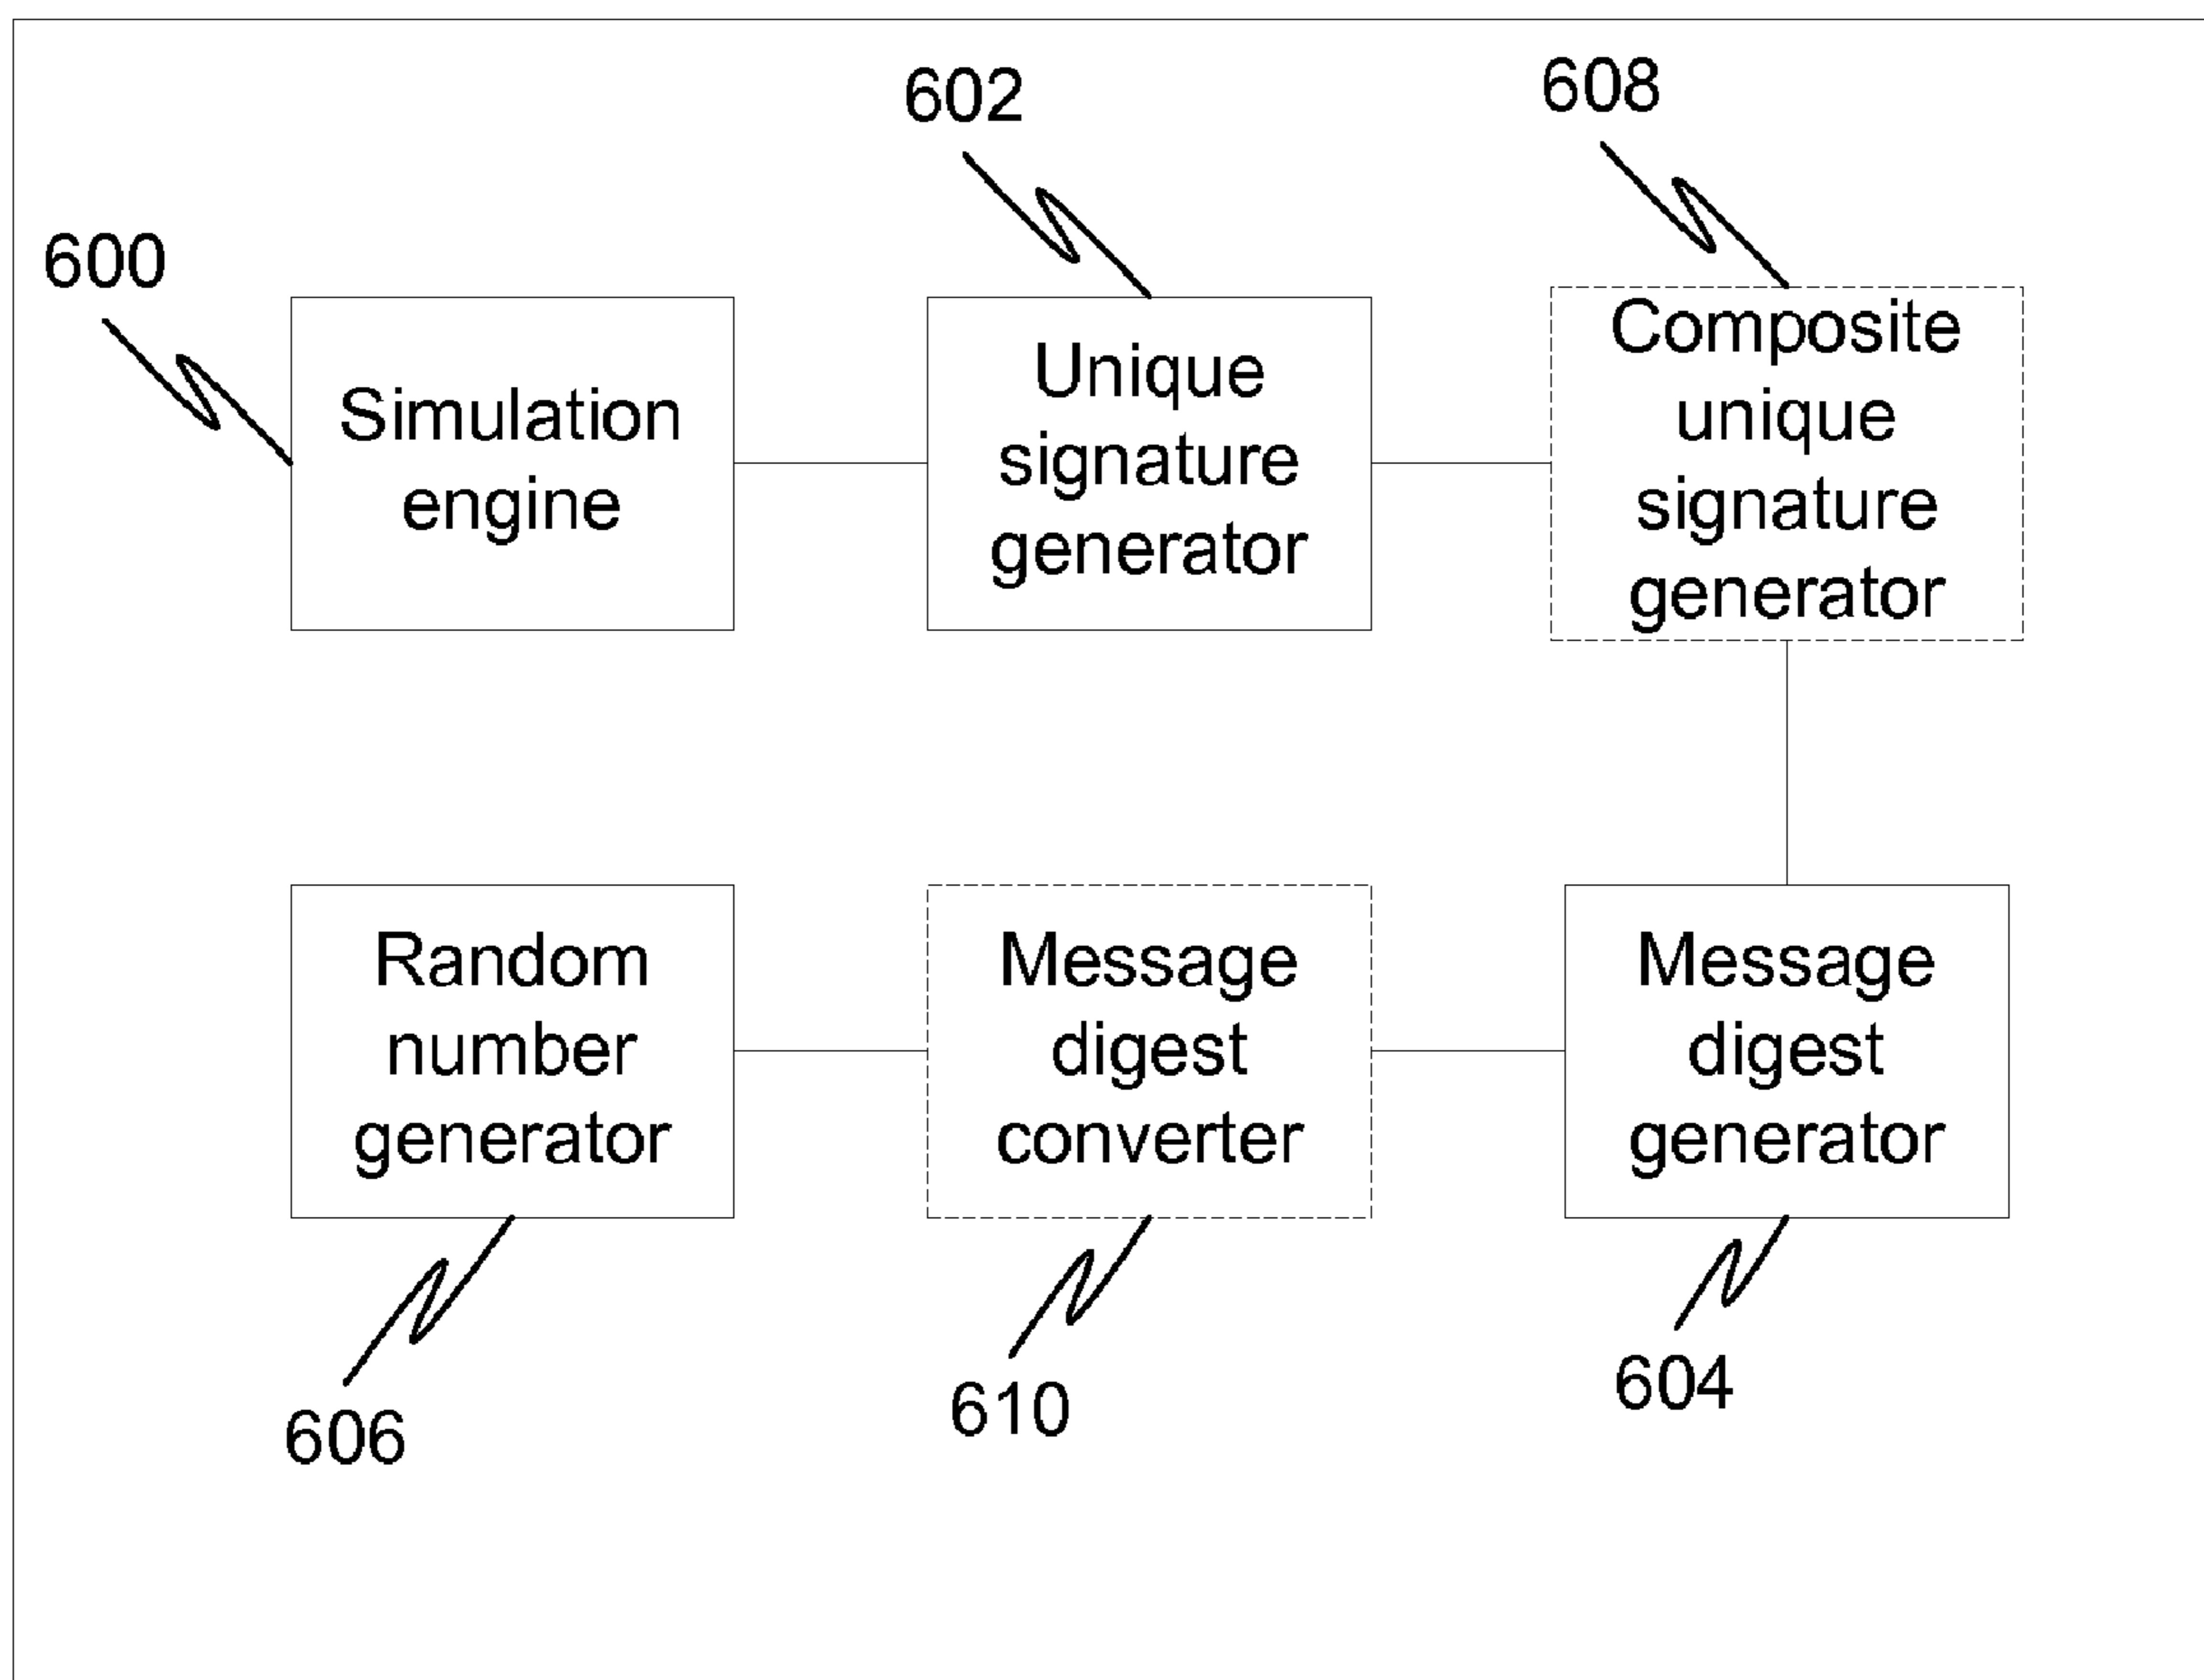 602
608
600
Simulation
engine
Unique
signature
generator
Composite
unique
signature
generator
Random
number
generator
Message
digest
converter
Message
digest
generator
606
610
604